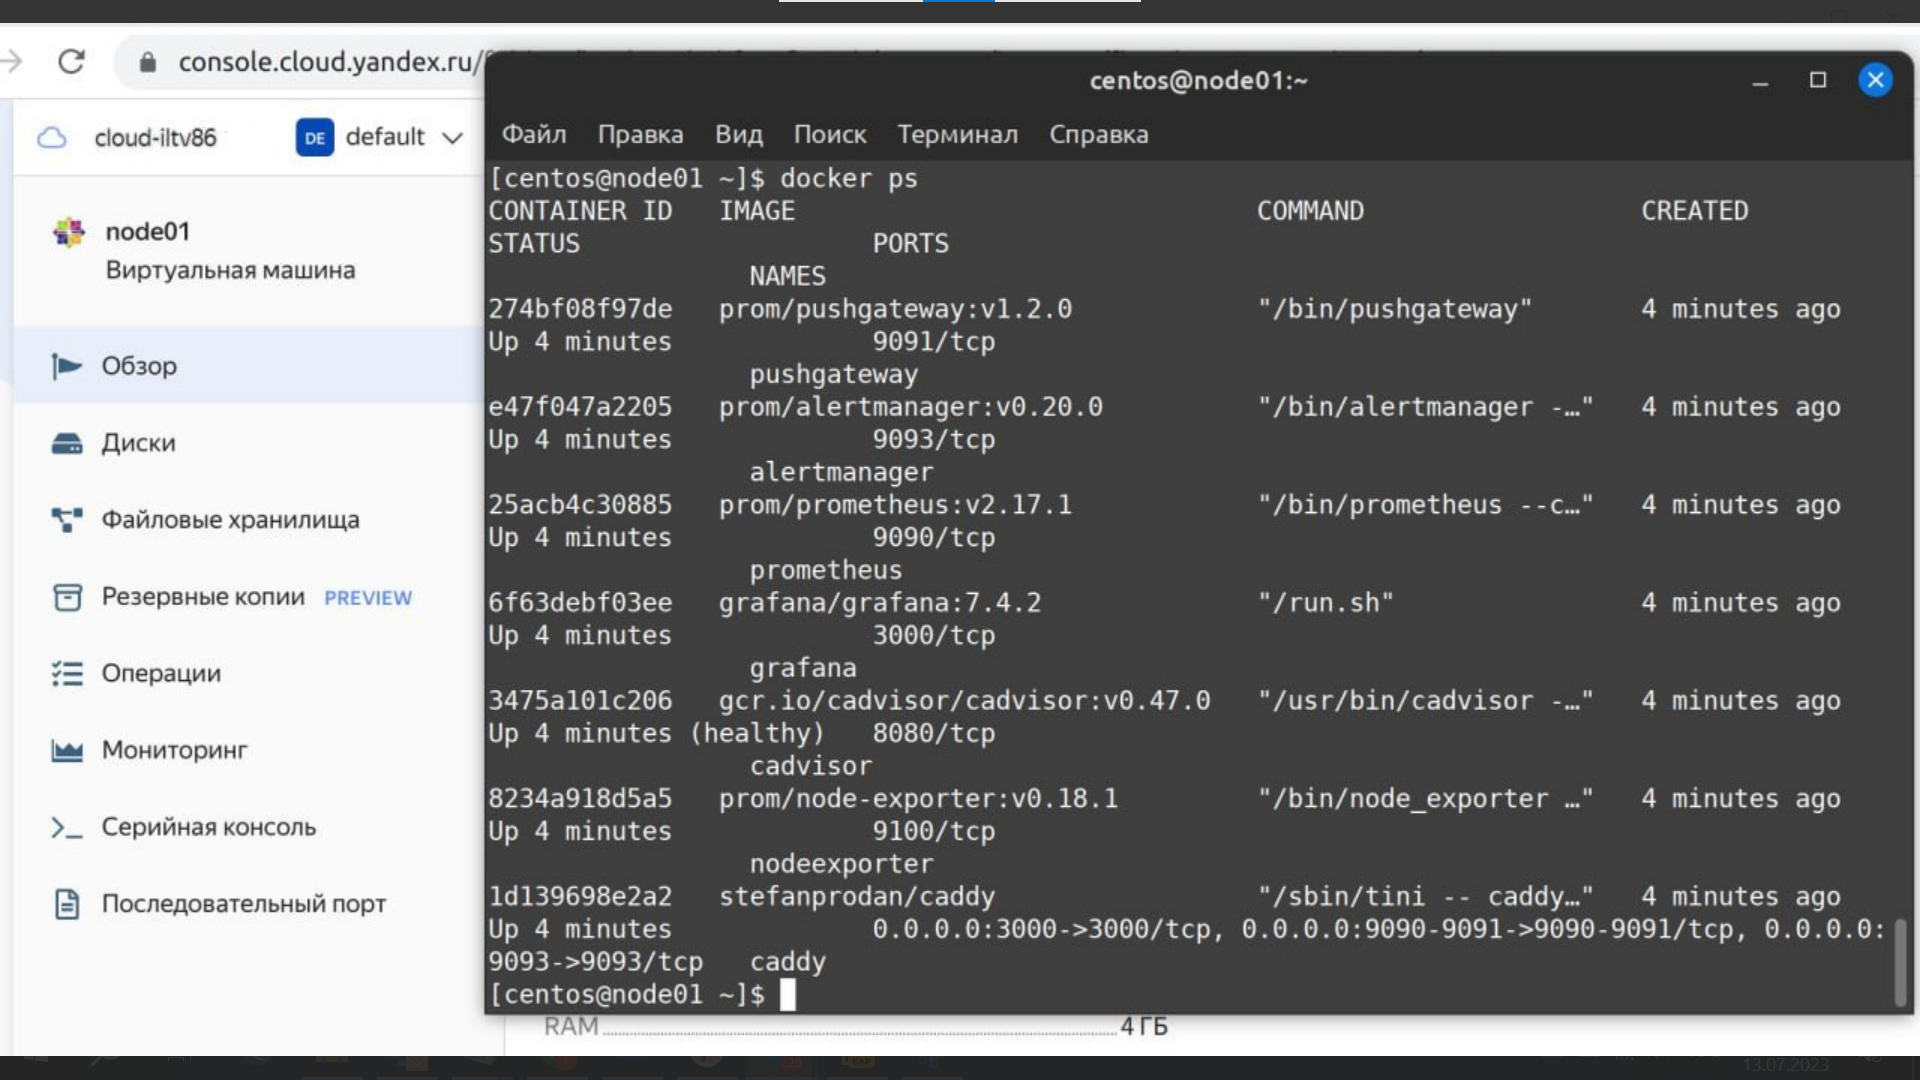 console.cloud.yandex.ru/
cloud-iltv86
DE default
node01
Виртуальная машина
Обзор
Диски
Файловые хранилища
Резервные копии PREVIEW
Операции
Мониторинг
Серийная консоль
Последовательный порт
centos@node01:~
Файл Правка Вид Поиск Терминал Справка
[centos@node01 ~]$ docker ps
CONTAINER ID IMAGE COMMAND CREATED
STATUS PORTS
NAMES
274bf08f97de prom/pushgateway:v1.2.0 "/bin/pushgateway" 4 minutes ago
Up 4 minutes 9091/tcp
pushgateway
e47f047a2205 prom/alertmanager:v0.20.0 "/bin/alertmanager -…" 4 minutes ago
Up 4 minutes 9093/tcp
alertmanager
25acb4c30885 prom/prometheus:v2.17.1 "/bin/prometheus --c…" 4 minutes ago
Up 4 minutes 9090/tcp
prometheus
6f63debf03ee grafana/grafana:7.4.2 "/run.sh" 4 minutes ago
Up 4 minutes 3000/tcp
grafana
3475a101c206 gcr.io/cadvisor/cadvisor:v0.47.0 "/usr/bin/cadvisor -…" 4 minutes ago
Up 4 minutes (healthy) 8080/tcp
cadvisor
8234a918d5a5 prom/node-exporter:v0.18.1 "/bin/node_exporter …" 4 minutes ago
Up 4 minutes 9100/tcp
nodeexporter
1d139698e2a2 stefanprodan/caddy "/sbin/tini -- caddy…" 4 minutes ago
Up 4 minutes 0.0.0.0:3000->3000/tcp, 0.0.0.0:9090-9091->9090-9091/tcp, 0.0.0.0:
9093->9093/tcp caddy
[centos@node01 ~]$
RAM 4 ГБ
13.07.2023